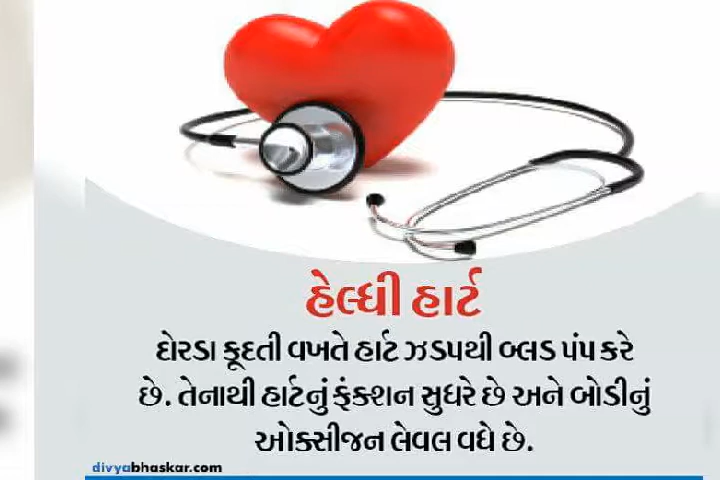 હેલ્ધી હાર્ટ
દોરડા કૂદતી વખતે હાર્ટ ઝડપથી બ્લડ પંપ કરે
છે. તેનાથી હાર્ટનું ફંક્શન સુધરે છે અને બોડીનું
ઓક્સીજન લેવલ વધે છે.
divyabhaskar.com